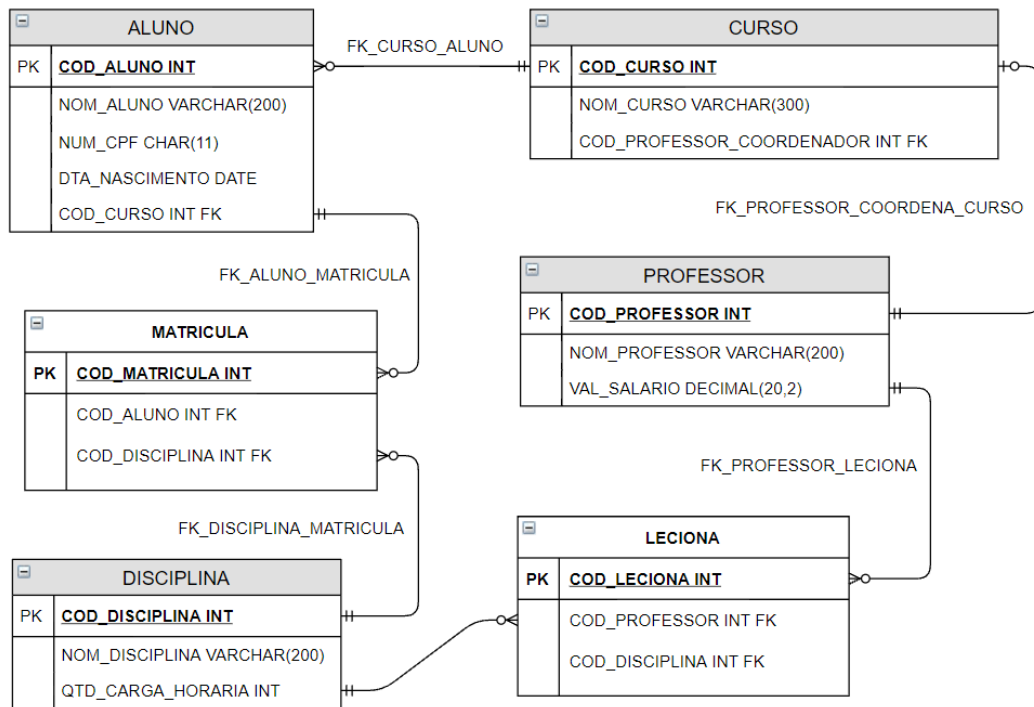 ALUNO
PK COD_ALUNO INT
NOM_ALUNO VARCHAR(200)
NUM_CPF CHAR(11)
DTA_NASCIMENTO DATE
COD_CURSO INT FK
FK_CURSO_ALUNO
CURSO
PK COD_CURSO INT
NOM_CURSO VARCHAR(300)
COD_PROFESSOR_COORDENADOR INT FK
FK_PROFESSOR_COORDENA_CURSO
FK_ALUNO_MATRICULA
PROFESSOR
PK COD_PROFESSOR INT
NOM_PROFESSOR VARCHAR(200)
VAL_SALARIO DECIMAL(20,2)
MATRICULA
PK COD_MATRICULA INT
COD_ALUNO INT FK
COD_DISCIPLINA INT FK
FK_PROFESSOR_LECIONA
FK_DISCIPLINA_MATRICULA
LECIONA
PK COD_LECIONA INT
COD_PROFESSOR INT FK
COD_DISCIPLINA INT FK
DISCIPLINA
PK COD_DISCIPLINA INT
NOM_DISCIPLINA VARCHAR(200)
QTD_CARGA_HORARIA INT